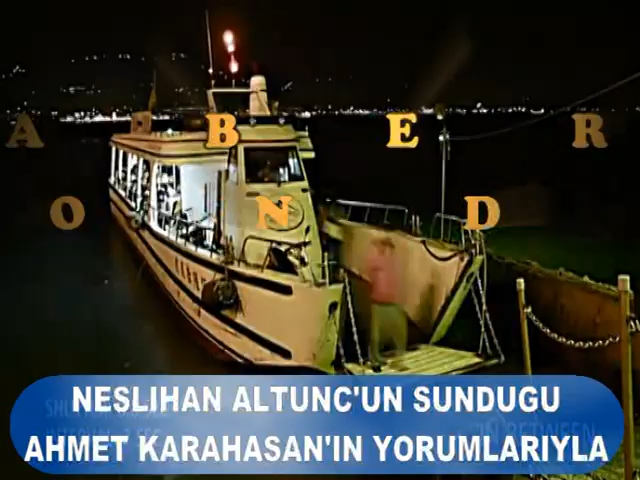 A B E R
O N D
NESLIHAN ALTUNC'UN SUNDUGU
AHMET KARAHASAN'IN YORUMLARIYLA